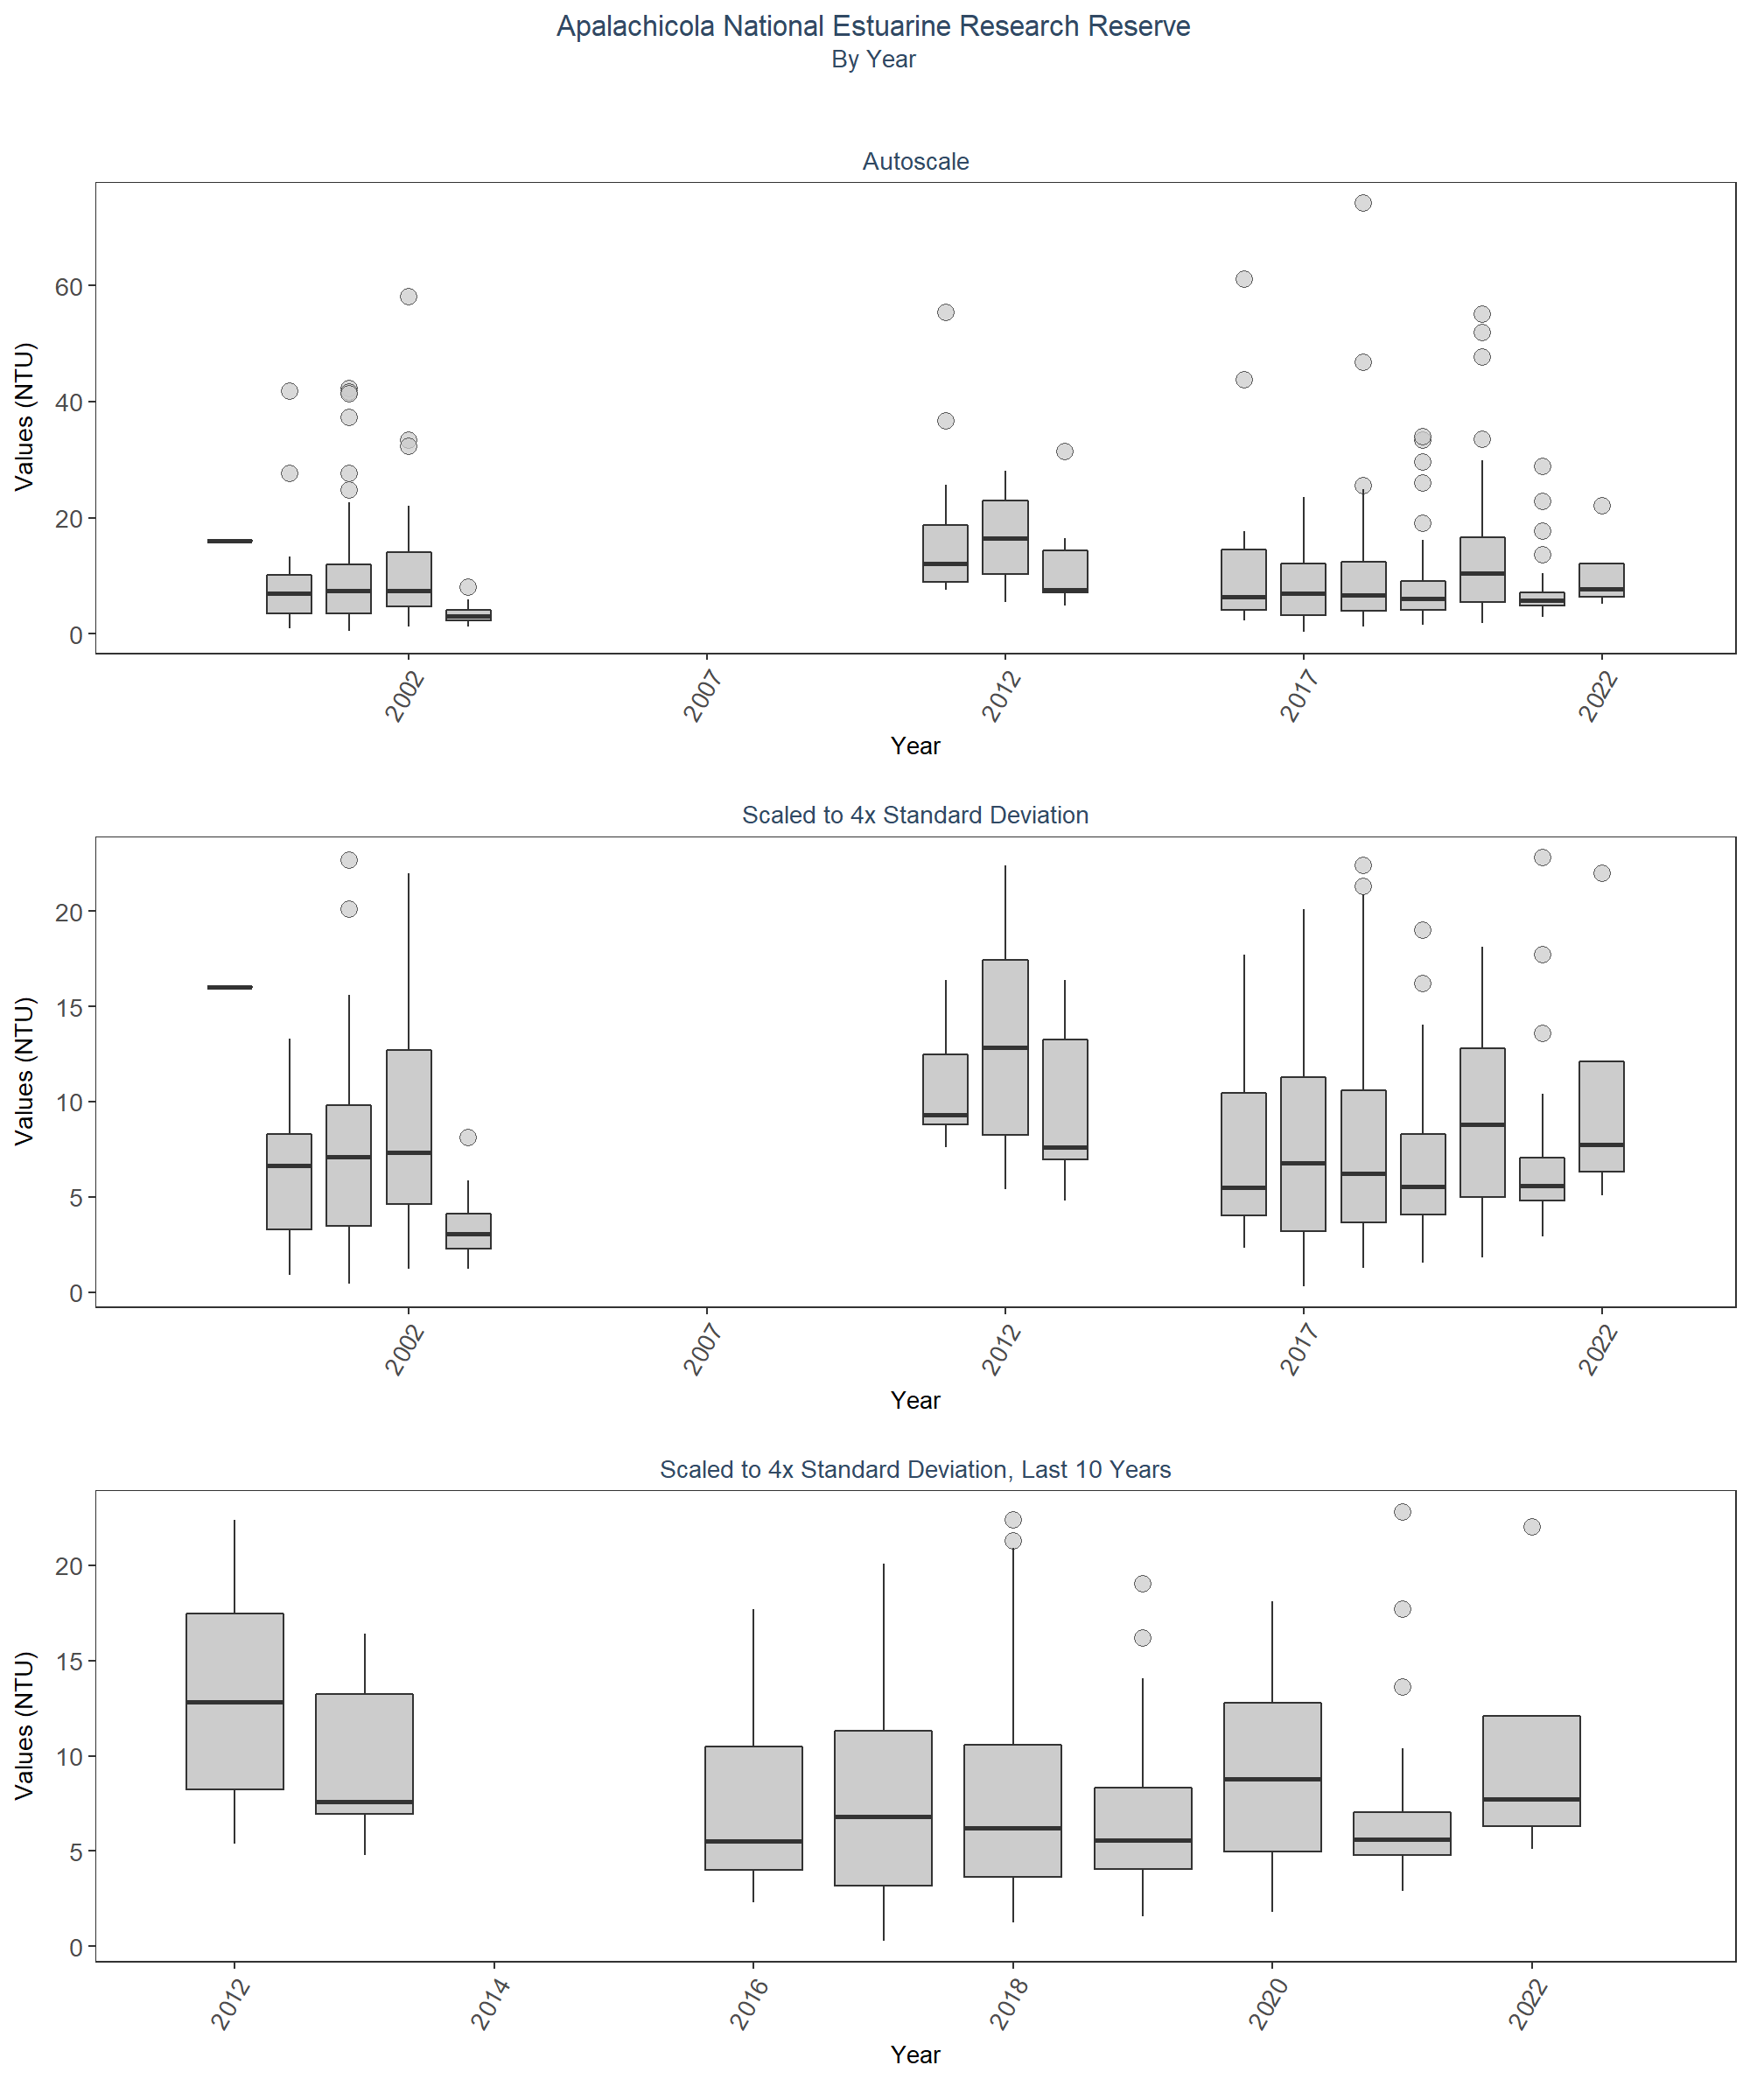 Apalachicola National Estuarine Research Reserve
By Year
Autoscale
Values (NTU)
60
40
20
0
2002
2007
2012
2017
2022
Year
Scaled to 4x Standard Deviation
Values (NTU)
20
15
10
5
0
2002
2007
2012
2017
2022
Year
Scaled to 4x Standard Deviation, Last 10 Years
Values (NTU)
20
15
10
5
0
2012
2014
2016
2018
2020
2022
Year